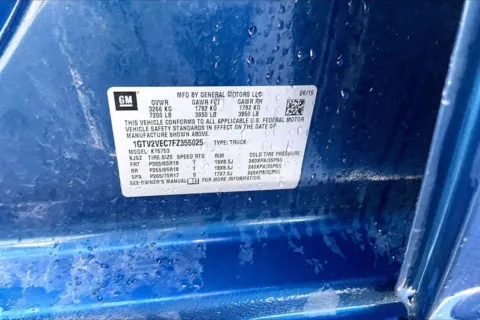 GM
MFD BY GENERAL MOTORS LLC 06/15
GVWR GAWR FRT GAWR RR
3266 KG 1792 KG 1792 KG
7200 LB 3950 LB 3950 LB
THIS VEHICLE CONFORMS TO ALL APPLICABLE U.S. FEDERAL MOTOR
VEHICLE SAFETY STANDARDS IN EFFECT ON THE DATE OF
MANUFACTURE SHOWN ABOVE.
1GTV2VEC7FZ355025 TYPE: TRUCK
MODEL: K15753
TIRE SIZE SPEED RTG RIM COLD TIRE PRESSURE
FRT P265/65R18 T 18X8.5J 240KPA(35PSI)
RR P265/65R18 T 18X8.5J 240KPA(35PSI)
SPA P265/70R17 S 17X7.5J 240KPA(35PSI)
SEE OWNER'S MANUAL FOR MORE INFORMATION.